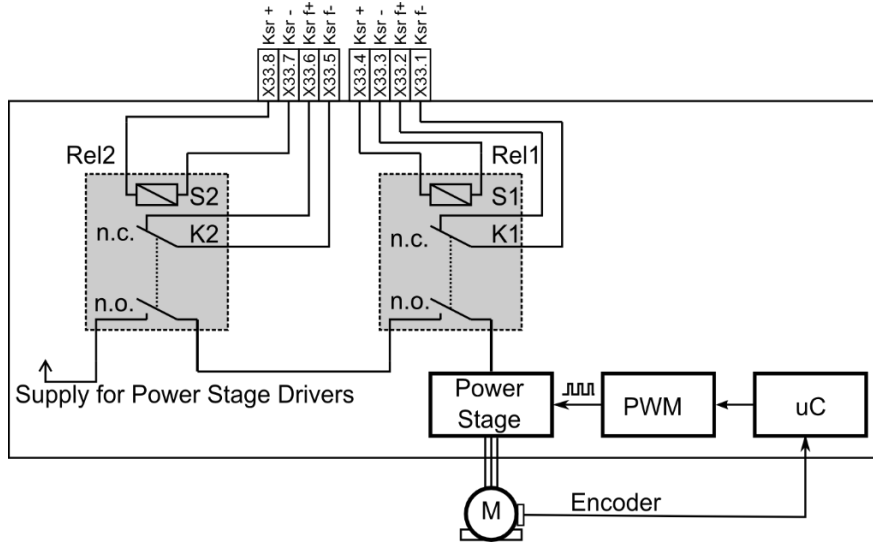 Ksr +
Ksr -
Ksr f+
Ksr f-
Ksr +
Ksr -
Ksr f+
Ksr f-
X33.8
X33.7
X33.6
X33.5
X33.4
X33.3
X33.2
X33.1
Rel2
Rel1
S2
S1
n.c.
K2
n.c.
K1
n.o.
n.o.
Supply for Power Stage Drivers
Power
Stage
PWM
uC
M
Encoder